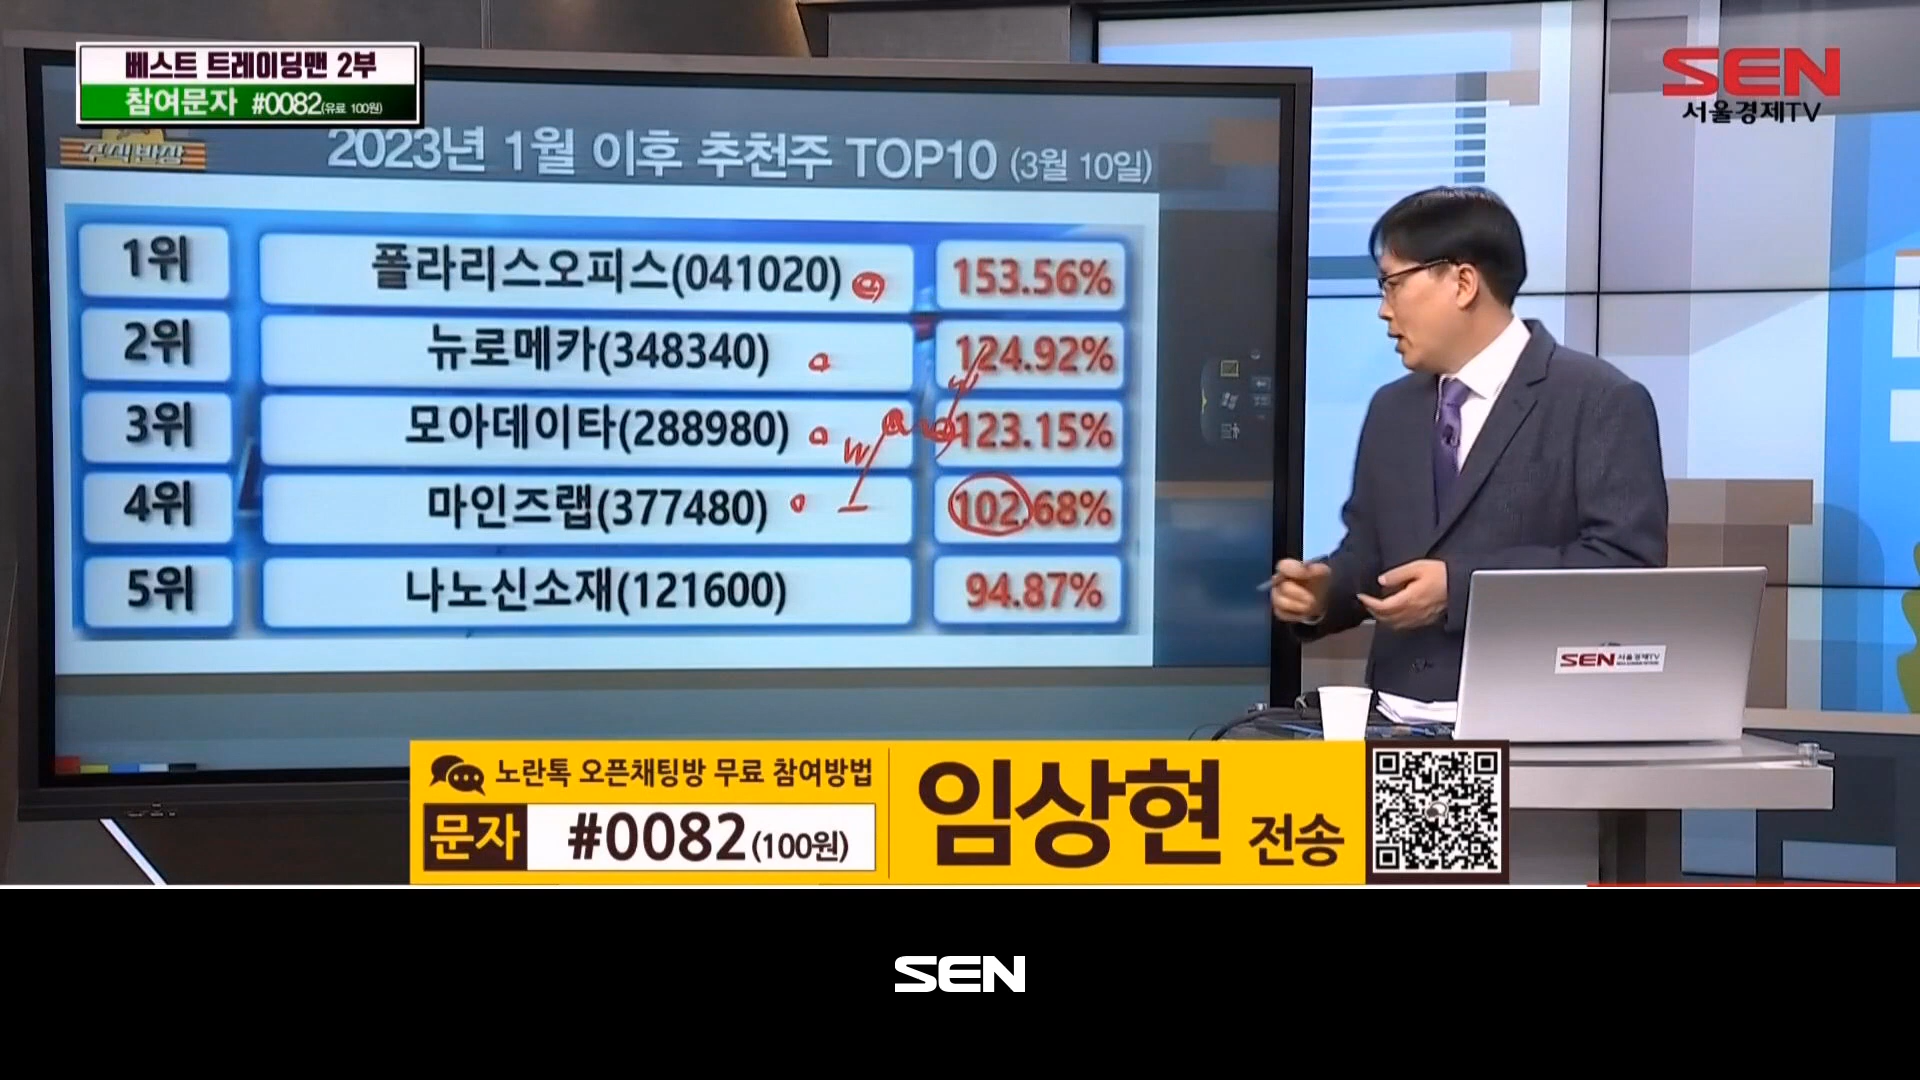 베스트 트레이딩맨 2부
참여문자 #0082(유료 100원)
SEN
서울경제TV
주식밥상
2023년 1월 이후 추천주 TOP10 (3월 10일)
1위 폴라리스오피스(041020) 153.56%
2위 뉴로메카(348340) 124.92%
3위 모아데이타(288980) 123.15%
4위 마인즈랩(377480) 102.68%
5위 나노신소재(121600) 94.87%
SEN 서울경제TV
노란톡 오픈채팅방 무료 참여방법
문자 #0082(100원)
임상현 전송
SEN